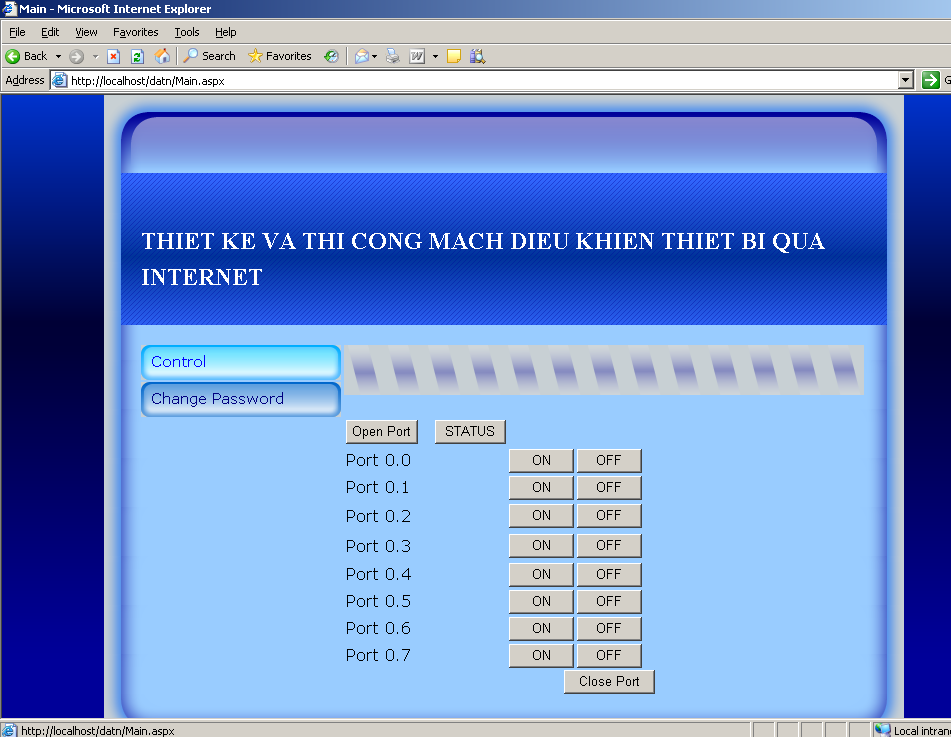 Main - Microsoft Internet Explorer
File Edit View Favorites Tools Help
Back Search Favorites
Address http://localhost/datn/Main.aspx G
THIET KE VA THI CONG MACH DIEU KHIEN THIET BI QUA
INTERNET
Control
Change Password
Open Port STATUS
Port 0.0 ON OFF
Port 0.1 ON OFF
Port 0.2 ON OFF
Port 0.3 ON OFF
Port 0.4 ON OFF
Port 0.5 ON OFF
Port 0.6 ON OFF
Port 0.7 ON OFF
Close Port
http://localhost/datn/Main.aspx Local intran